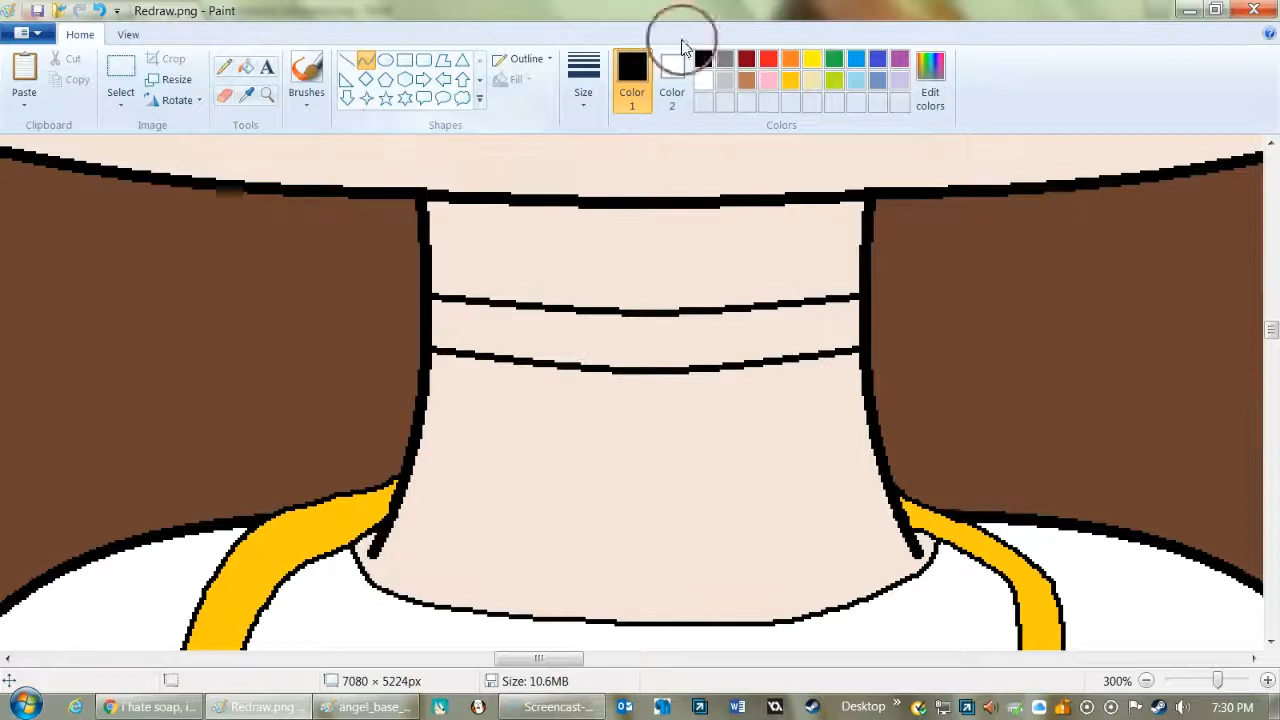 Redraw.png - Paint
Home View
Paste
Cut
Copy
Clipboard
Select
Crop
Resize
Rotate
Image
A
Tools
Brushes
Outline
Fill
Shapes
Size
Color 1
Color 2
Edit colors
Colors
7080 × 5224px
Size: 10.6MB
300%
i hate soap, i...
Redraw.png ...
angel_base_...
Screencast-...
Desktop
7:30 PM